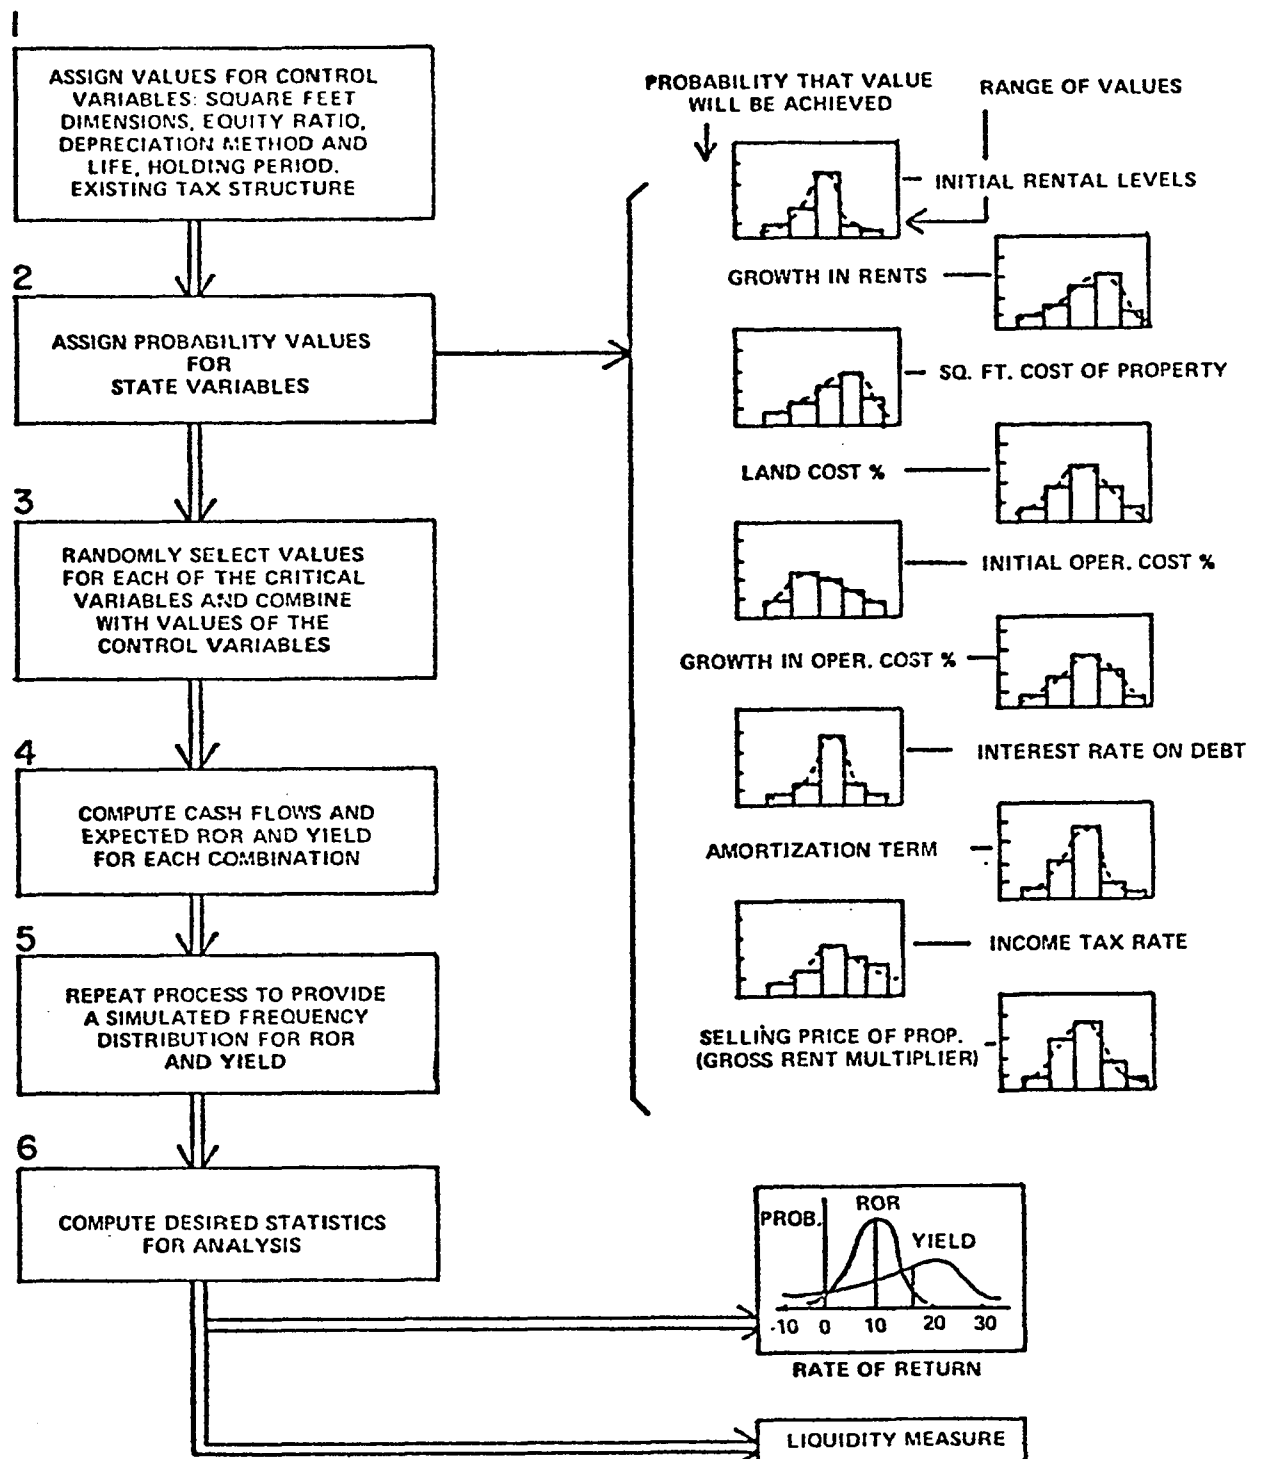 1
ASSIGN VALUES FOR CONTROL
VARIABLES: SQUARE FEET
DIMENSIONS, EQUITY RATIO,
DEPRECIATION METHOD AND
LIFE, HOLDING PERIOD.
EXISTING TAX STRUCTURE
2
ASSIGN PROBABILITY VALUES
FOR
STATE VARIABLES
3
RANDOMLY SELECT VALUES
FOR EACH OF THE CRITICAL
VARIABLES AND COMBINE
WITH VALUES OF THE
CONTROL VARIABLES
4
COMPUTE CASH FLOWS AND
EXPECTED ROR AND YIELD
FOR EACH COMBINATION
5
REPEAT PROCESS TO PROVIDE
A SIMULATED FREQUENCY
DISTRIBUTION FOR ROR
AND YIELD
6
COMPUTE DESIRED STATISTICS
FOR ANALYSIS
PROBABILITY THAT VALUE
WILL BE ACHIEVED
RANGE OF VALUES
INITIAL RENTAL LEVELS
GROWTH IN RENTS
SQ. FT. COST OF PROPERTY
LAND COST %
INITIAL OPER. COST %
GROWTH IN OPER. COST %
INTEREST RATE ON DEBT
AMORTIZATION TERM
INCOME TAX RATE
SELLING PRICE OF PROP.
(GROSS RENT MULTIPLIER)
PROB.
ROR
YIELD
-10 0 10 20 30
RATE OF RETURN
LIQUIDITY MEASURE